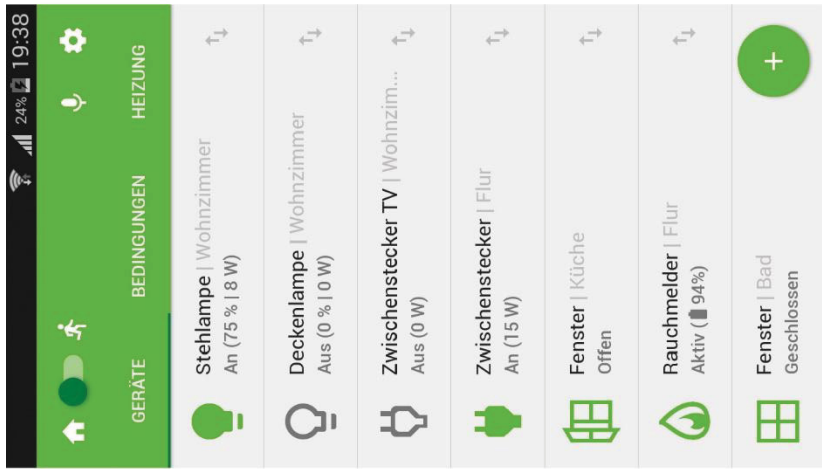 24% 19:38
GERÄTE BEDINGUNGEN HEIZUNG
Stehlampe | Wohnzimmer
An (75 % | 8 W)
Deckenlampe | Wohnzimmer
Aus (0 % | 0 W)
Zwischenstecker TV | Wohnzim...
Aus (0 W)
Zwischenstecker | Flur
An (15 W)
Fenster | Küche
Offen
Rauchmelder | Flur
Aktiv (94%)
Fenster | Bad
Geschlossen
+